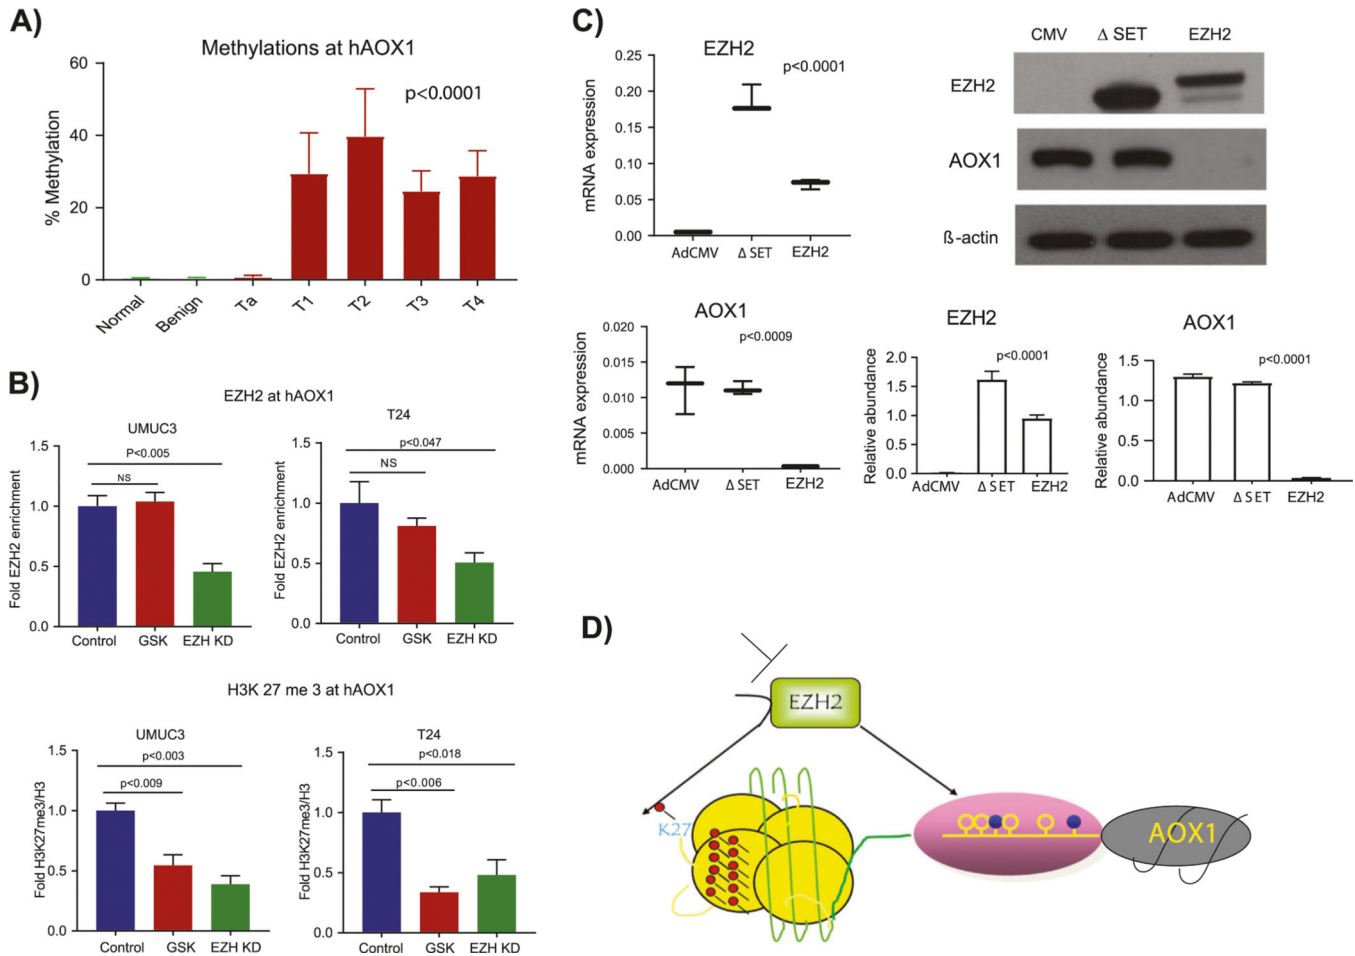 A)
Methylations at hAOX1
p<0.0001
% Methylation
60
40
20
0
Normal
Benign
Ta
T1
T2
T3
T4
B)
EZH2 at hAOX1
UMUC3
P<0.005
NS
Fold EZH2 enrichment
1.5
1.0
0.5
0.0
Control
GSK
EZH KD
T24
p<0.047
NS
Fold EZH2 enrichment
1.5
1.0
0.5
0.0
Control
GSK
EZH KD
H3K 27 me 3 at hAOX1
UMUC3
p<0.003
p<0.009
Fold H3K27me3/H3
1.5
1.0
0.5
0.0
Control
GSK
EZH KD
T24
p<0.018
p<0.006
Fold H3K27me3/H3
1.5
1.0
0.5
0.0
Control
GSK
EZH KD
C)
EZH2
p<0.0001
mRNA expression
0.25
0.20
0.15
0.10
0.05
0.00
AdCMV
Δ SET
EZH2
CMV
Δ SET
EZH2
EZH2
AOX1
ß-actin
AOX1
p<0.0009
mRNA expression
0.020
0.015
0.010
0.005
0.000
AdCMV
Δ SET
EZH2
EZH2
p<0.0001
Relative abundance
2.0
1.5
1.0
0.5
0.0
AdCMV
Δ SET
EZH2
AOX1
p<0.0001
Relative abundance
1.5
1.0
0.5
0.0
AdCMV
Δ SET
EZH2
D)
EZH2
K27
AOX1